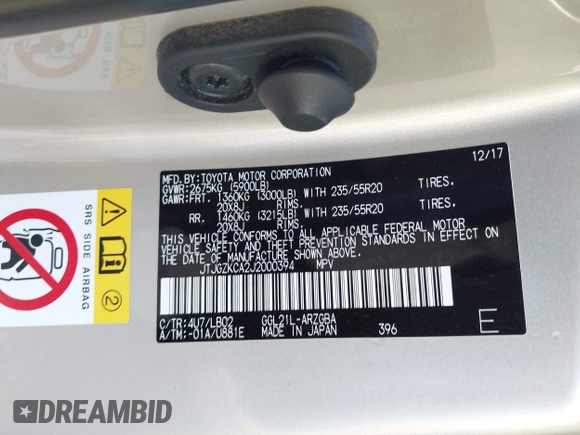 12/17
MFD.BY:TOYOTA MOTOR CORPORATION
GVWR:2675KG (5900LB)
GAWR:FRT. 1360KG (3000LB) WITH 235/55R20 TIRES,
20X8J RIMS.
RR. 1460KG (3215LB) WITH 235/55R20 TIRES,
20X8J RIMS.
THIS VEHICLE CONFORMS TO ALL APPLICABLE FEDERAL MOTOR
VEHICLE SAFETY AND THEFT PREVENTION STANDARDS IN EFFECT ON
THE DATE OF MANUFACTURE SHOWN ABOVE.
JTJGZKCA2J2000394 MPV
C/TR:4U7/LB02 GGL21L-ARZGBA
A/TM:-01A/U881E MADE IN JAPAN 396
E
SRS SIDE AIRBAG
2
DREAMBID